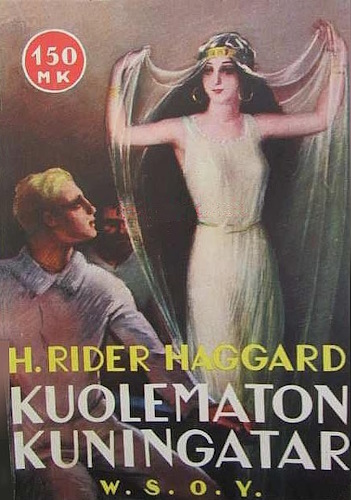 150
MK
H. RIDER HAGGARD
KUOLEMATON
KUNINGATAR
W. S. O. Y.